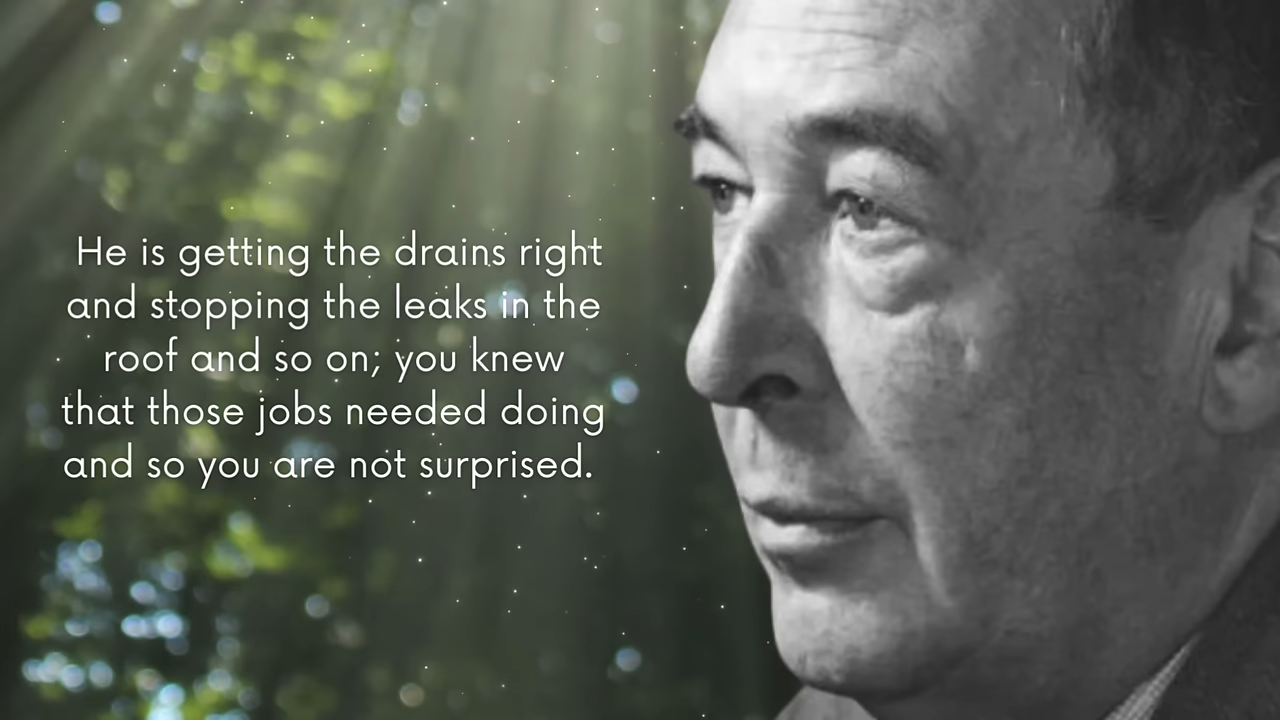 He is getting the drains right
and stopping the leaks in the
roof and so on; you knew
that those jobs needed doing
and so you are not surprised.